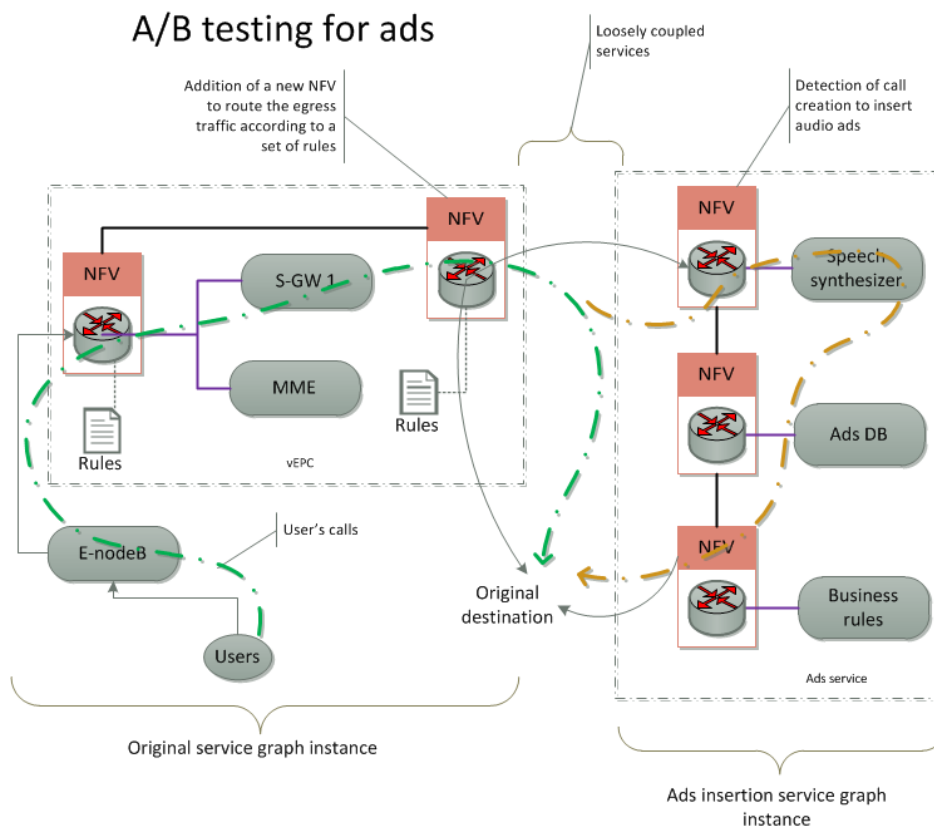 A/B testing for ads
Loosely coupled
services
Addition of a new NFV
to route the egress
traffic according to a
set of rules
Detection of call
creation to insert
audio ads
NFV
NFV
NFV
S-GW 1
Speech
synthesizer
MME
NFV
Rules
Rules
Ads DB
vEPC
User's calls
E-nodeB
NFV
Original
destination
Business
rules
Users
Ads service
Original service graph instance
Ads insertion service graph
instance